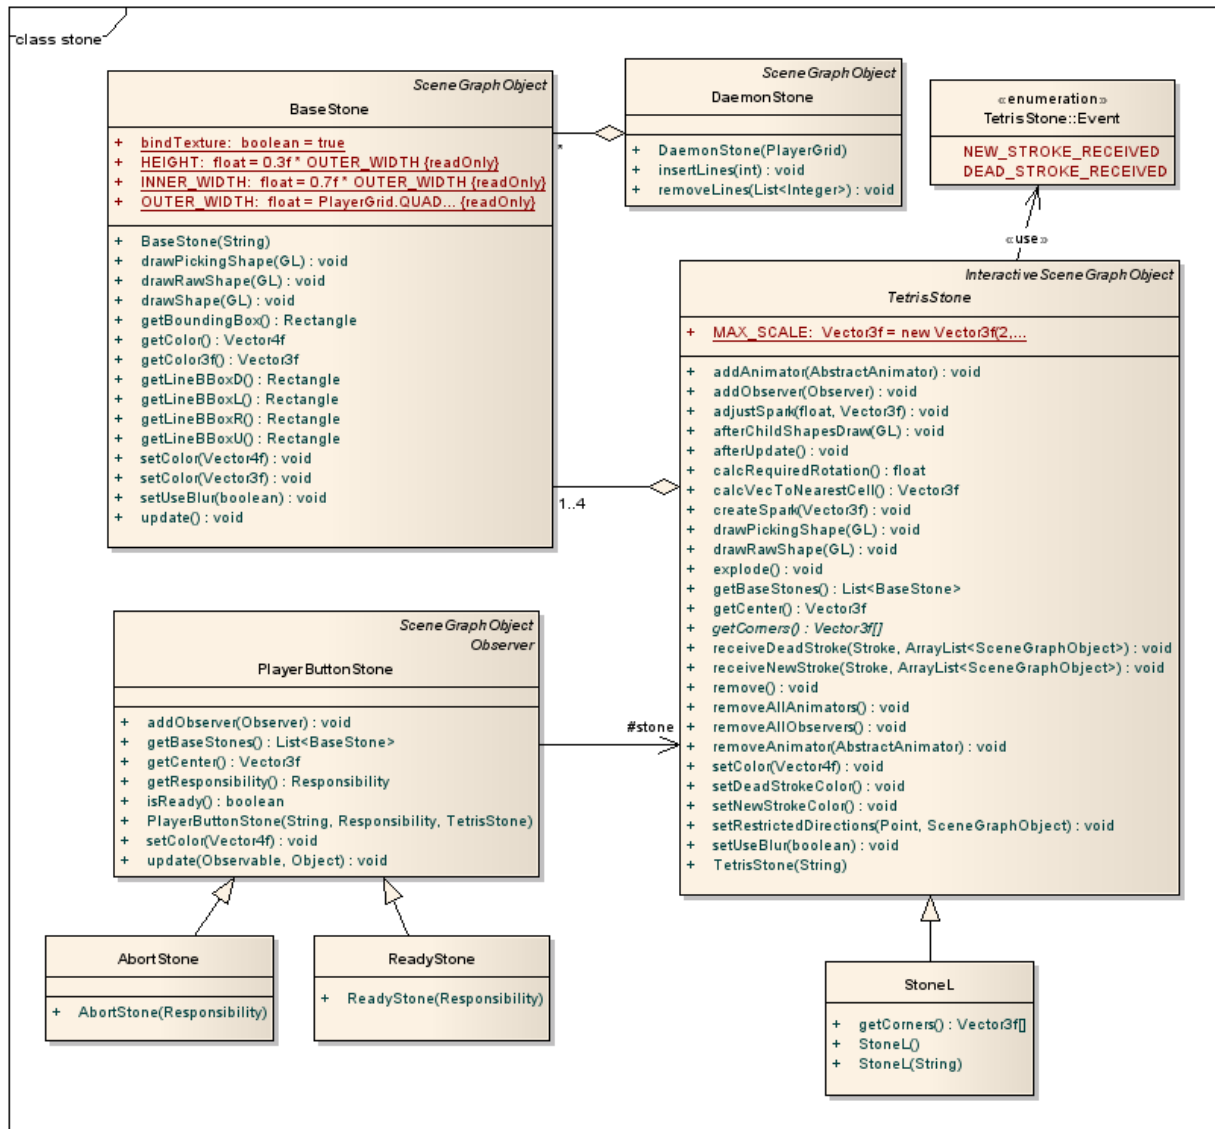 class stone
SceneGraphObject
BaseStone
+ bindTexture: boolean = true
+ HEIGHT: float = 0.3f * OUTER_WIDTH {readOnly}
+ INNER_WIDTH: float = 0.7f * OUTER_WIDTH {readOnly}
+ OUTER_WIDTH: float = PlayerGrid.QUAD... {readOnly}
+ BaseStone(String)
+ drawPickingShape(GL) : void
+ drawRawShape(GL) : void
+ drawShape(GL) : void
+ getBoundingBox() : Rectangle
+ getColor() : Vector4f
+ getColor3f() : Vector3f
+ getLineBBoxD() : Rectangle
+ getLineBBoxL() : Rectangle
+ getLineBBoxR() : Rectangle
+ getLineBBoxU() : Rectangle
+ setColor(Vector4f) : void
+ setColor(Vector3f) : void
+ setUseBlur(boolean) : void
+ update() : void
*
SceneGraphObject
DaemonStone
+ DaemonStone(PlayerGrid)
+ insertLines(int) : void
+ removeLines(List<Integer>) : void
«enumeration»
TetrisStone::Event
NEW_STROKE_RECEIVED
DEAD_STROKE_RECEIVED
«use»
1..4
InteractiveSceneGraphObject
TetrisStone
+ MAX_SCALE: Vector3f = new Vector3f(2,...
+ addAnimator(AbstractAnimator) : void
+ addObserver(Observer) : void
+ adjustSpark(float, Vector3f) : void
+ afterChildShapesDraw(GL) : void
+ afterUpdate() : void
+ calcRequiredRotation() : float
+ calcVecToNearestCell() : Vector3f
+ createSpark(Vector3f) : void
+ drawPickingShape(GL) : void
+ drawRawShape(GL) : void
+ explode() : void
+ getBaseStones() : List<BaseStone>
+ getCenter() : Vector3f
+ getCorners() : Vector3f[]
+ receiveDeadStroke(Stroke, ArrayList<SceneGraphObject>) : void
+ receiveNewStroke(Stroke, ArrayList<SceneGraphObject>) : void
+ remove() : void
+ removeAllAnimators() : void
+ removeAllObservers() : void
+ removeAnimator(AbstractAnimator) : void
+ setColor(Vector4f) : void
+ setDeadStrokeColor() : void
+ setNewStrokeColor() : void
+ setRestrictedDirections(Point, SceneGraphObject) : void
+ setUseBlur(boolean) : void
+ TetrisStone(String)
SceneGraphObject
Observer
PlayerButtonStone
+ addObserver(Observer) : void
+ getBaseStones() : List<BaseStone>
+ getCenter() : Vector3f
+ getResponsibility() : Responsibility
+ isReady() : boolean
+ PlayerButtonStone(String, Responsibility, TetrisStone)
+ setColor(Vector4f) : void
+ update(Observable, Object) : void
#stone
AbortStone
+ AbortStone(Responsibility)
ReadyStone
+ ReadyStone(Responsibility)
StoneL
+ getCorners() : Vector3f[]
+ StoneL()
+ StoneL(String)